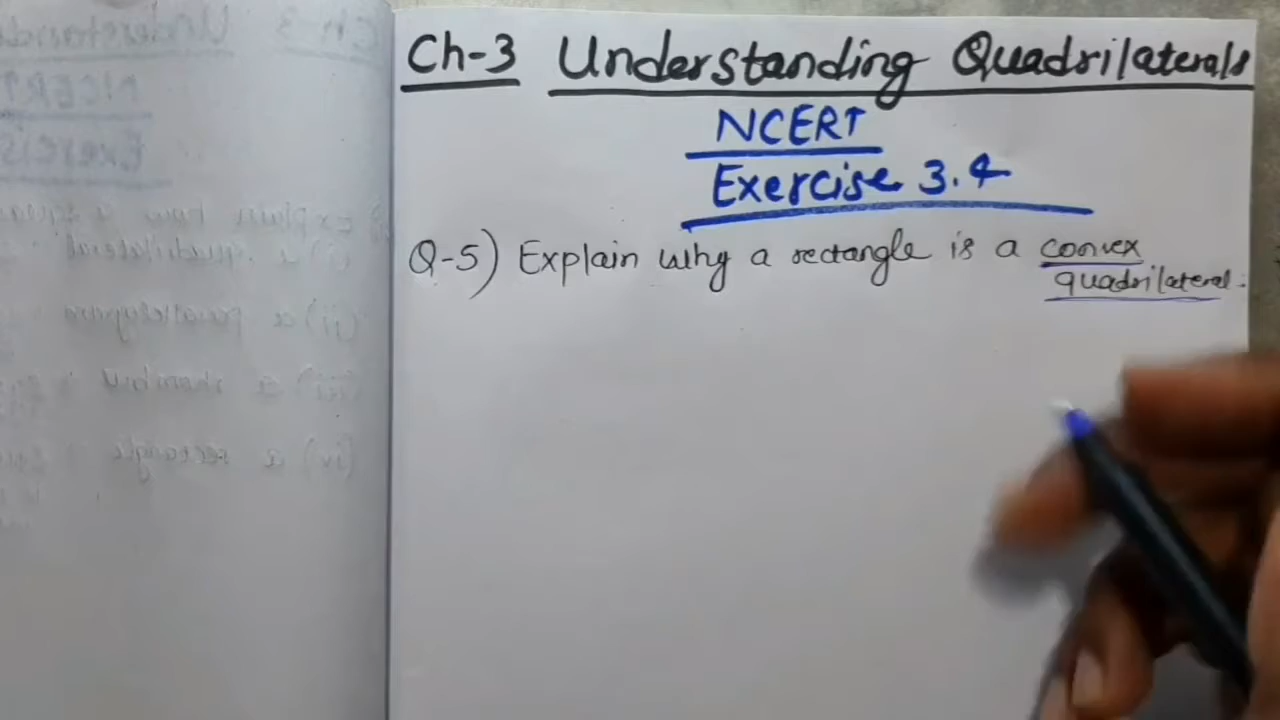 Ch-3 Understanding Quadrilaterals
NCERT
Exercise 3.4
Q-5) Explain why a rectangle is a convex
quadrilateral.